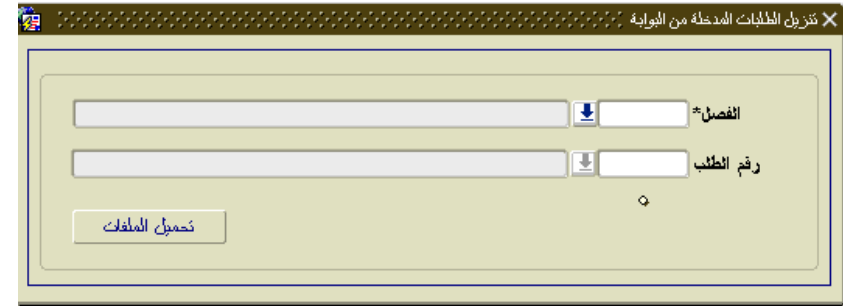 تنزيل الطلبات المدخلة من البوابة
الفصل*
رقم الطلب
تحميل الملفات